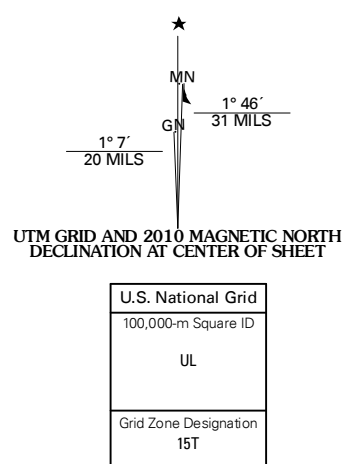 MN
1° 46´
31 MILS
GN
1° 7´
20 MILS
UTM GRID AND 2010 MAGNETIC NORTH
DECLINATION AT CENTER OF SHEET
U.S. National Grid
100,000-m Square ID
UL
Grid Zone Designation
15T